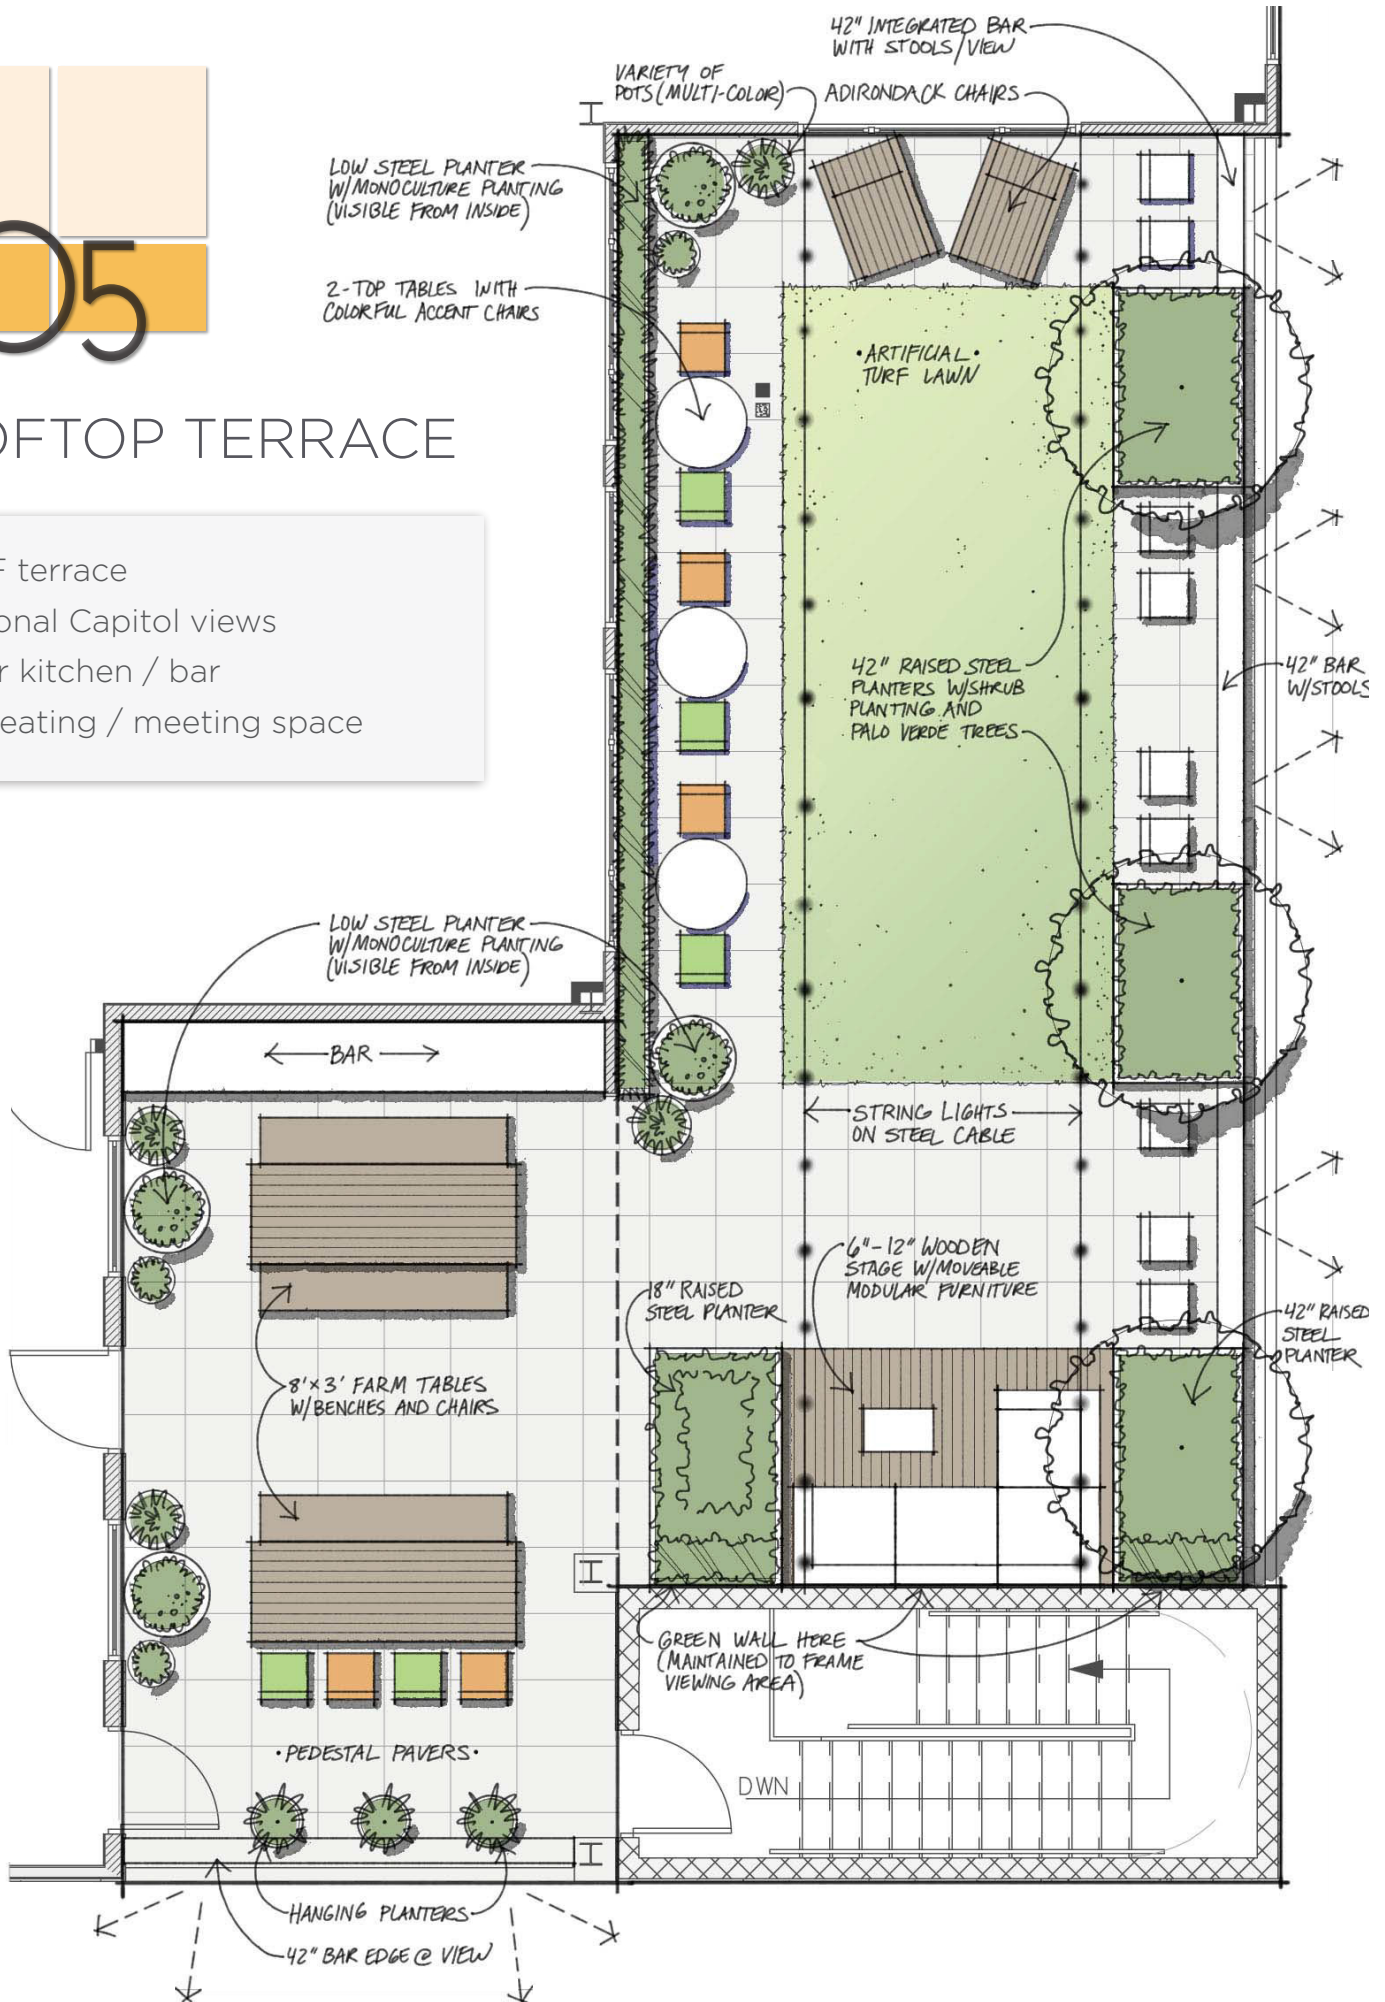 42" INTEGRATED BAR
WITH STOOLS/VIEW
VARIETY OF
POTS (MULTI-COLOR)
ADIRONDACK CHAIRS
LOW STEEL PLANTER
W/MONOCULTURE PLANTING
(VISIBLE FROM INSIDE)
05
2-TOP TABLES WITH
COLORFUL ACCENT CHAIRS
•ARTIFICIAL•
TURF LAWN
OFTOP TERRACE
F terrace
onal Capitol views
r kitchen / bar
eating / meeting space
42" RAISED STEEL
PLANTERS W/SHRUB
PLANTING AND
PALO VERDE TREES
42" BAR
W/STOOLS
LOW STEEL PLANTER
W/MONOCULTURE PLANTING
(VISIBLE FROM INSIDE)
BAR
STRING LIGHTS
ON STEEL CABLE
6"-12" WOODEN
STAGE W/MOVEABLE
MODULAR FURNITURE
18" RAISED
STEEL PLANTER
42" RAISED
STEEL
PLANTER
8'x3' FARM TABLES
W/BENCHES AND CHAIRS
GREEN WALL HERE
(MAINTAINED TO FRAME
VIEWING AREA)
•PEDESTAL PAVERS•
DWN
HANGING PLANTERS
42" BAR EDGE @ VIEW